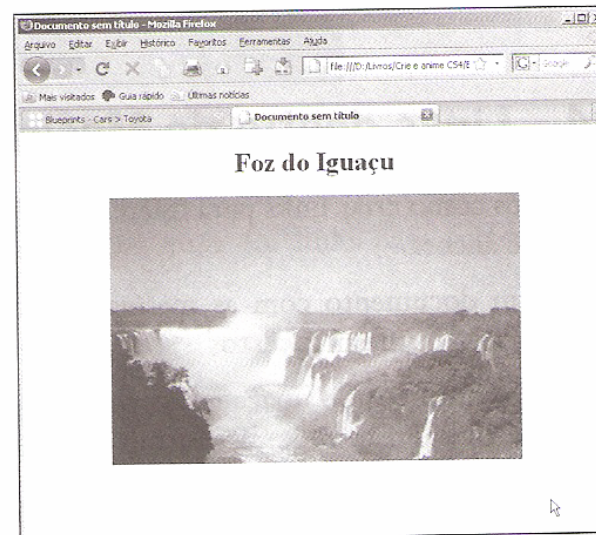 Documento sem título - Mozilla Firefox
Arquivo Editar Exibir Histórico Favoritos Ferramentas Ajuda
file:///D:/Livros/Crie e anime CS4/E Google
Mais visitados Guia rápido Últimas notícias
Blueprints - Cars > Toyota Documento sem título
Foz do Iguaçu